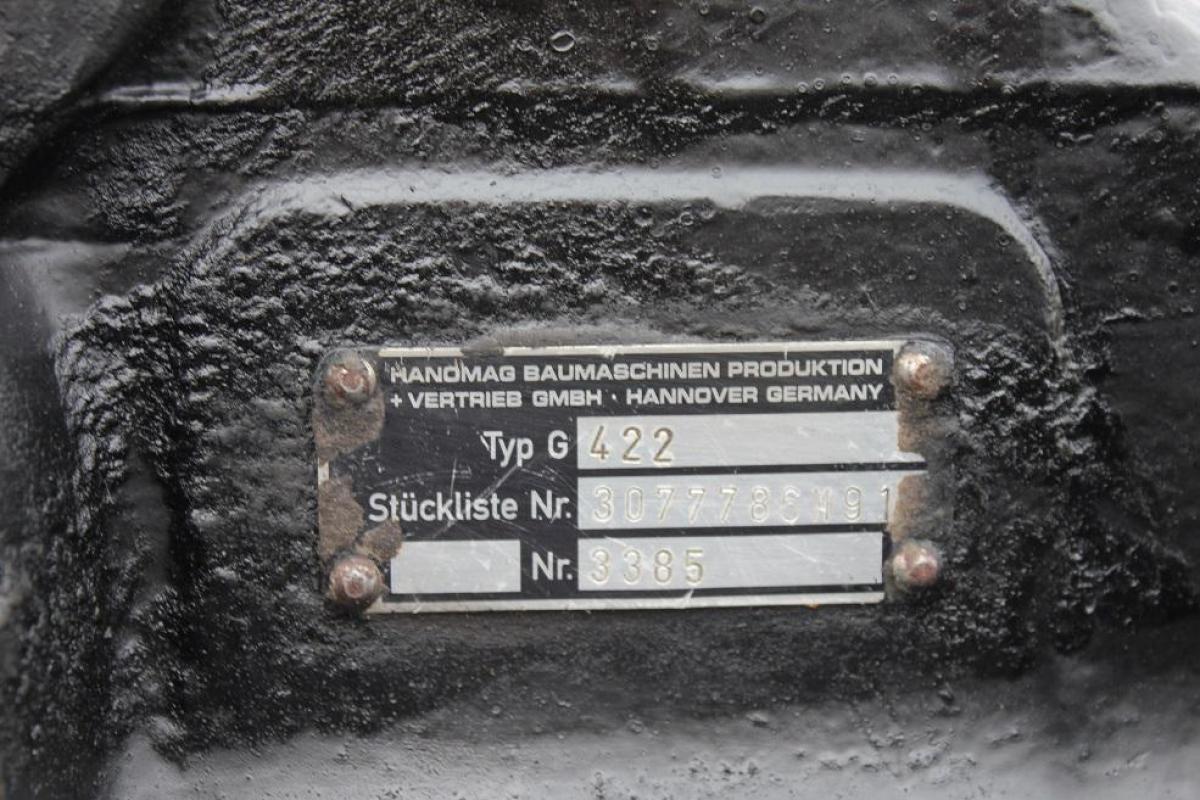 HANOMAG BAUMASCHINEN PRODUKTION
+ VERTRIEB GMBH · HANNOVER GERMANY
Typ G 422
Stückliste Nr. 3077786M91
Nr. 3385